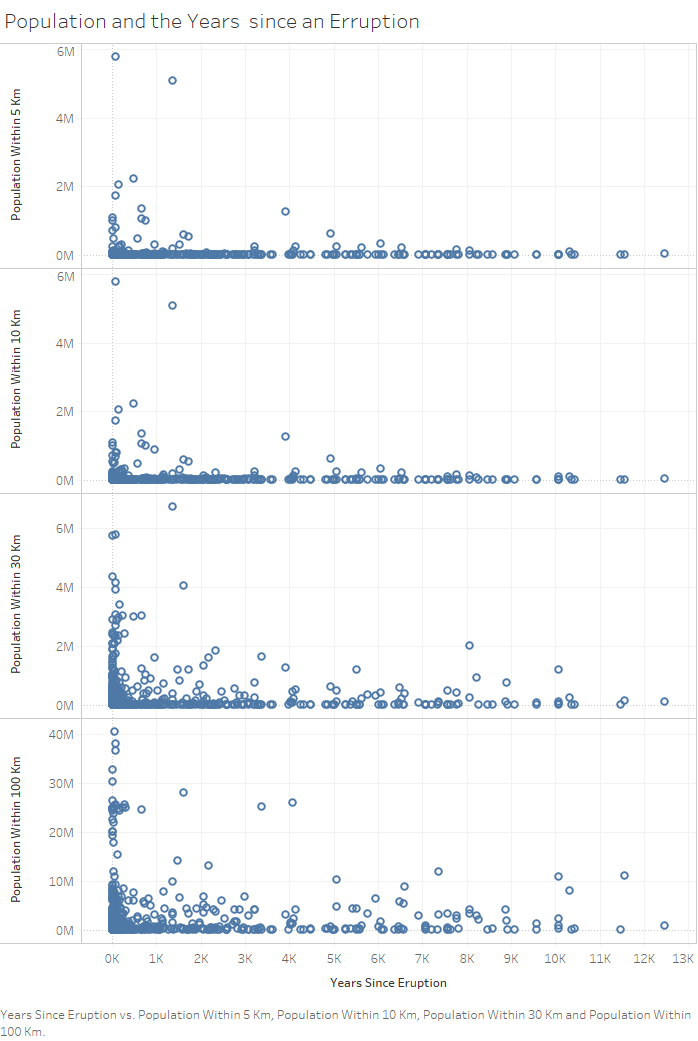 Population and the Years  since an Erruption
Population Within 5 Km
6M
4M
2M
0M
Population Within 10 Km
6M
4M
2M
0M
Population Within 30 Km
6M
4M
2M
0M
Population Within 100 Km
40M
30M
20M
10M
0M
0K 1K 2K 3K 4K 5K 6K 7K 8K 9K 10K 11K 12K 13K
Years Since Eruption
Years Since Eruption vs. Population Within 5 Km, Population Within 10 Km, Population Within 30 Km and Population Within
100 Km.